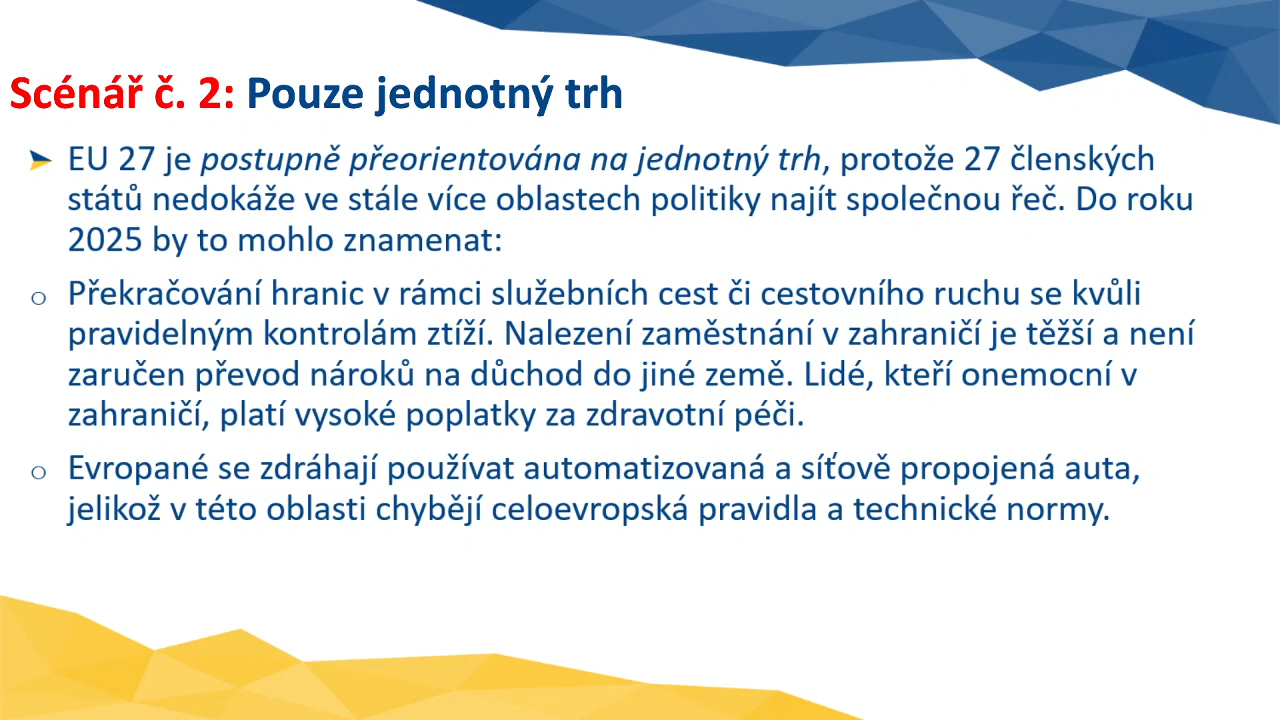 Scénář č. 2: Pouze jednotný trh
EU 27 je postupně přeorientována na jednotný trh, protože 27 členských
států nedokáže ve stále více oblastech politiky najít společnou řeč. Do roku
2025 by to mohlo znamenat:
Překračování hranic v rámci služebních cest či cestovního ruchu se kvůli
pravidelným kontrolám ztíží. Nalezení zaměstnání v zahraničí je těžší a není
zaručen převod nároků na důchod do jiné země. Lidé, kteří onemocní v
zahraničí, platí vysoké poplatky za zdravotní péči.
Evropané se zdráhají používat automatizovaná a síťově propojená auta,
jelikož v této oblasti chybějí celoevropská pravidla a technické normy.